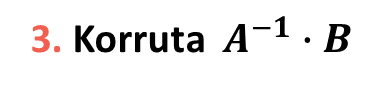 3. Korruta A⁻¹ · B